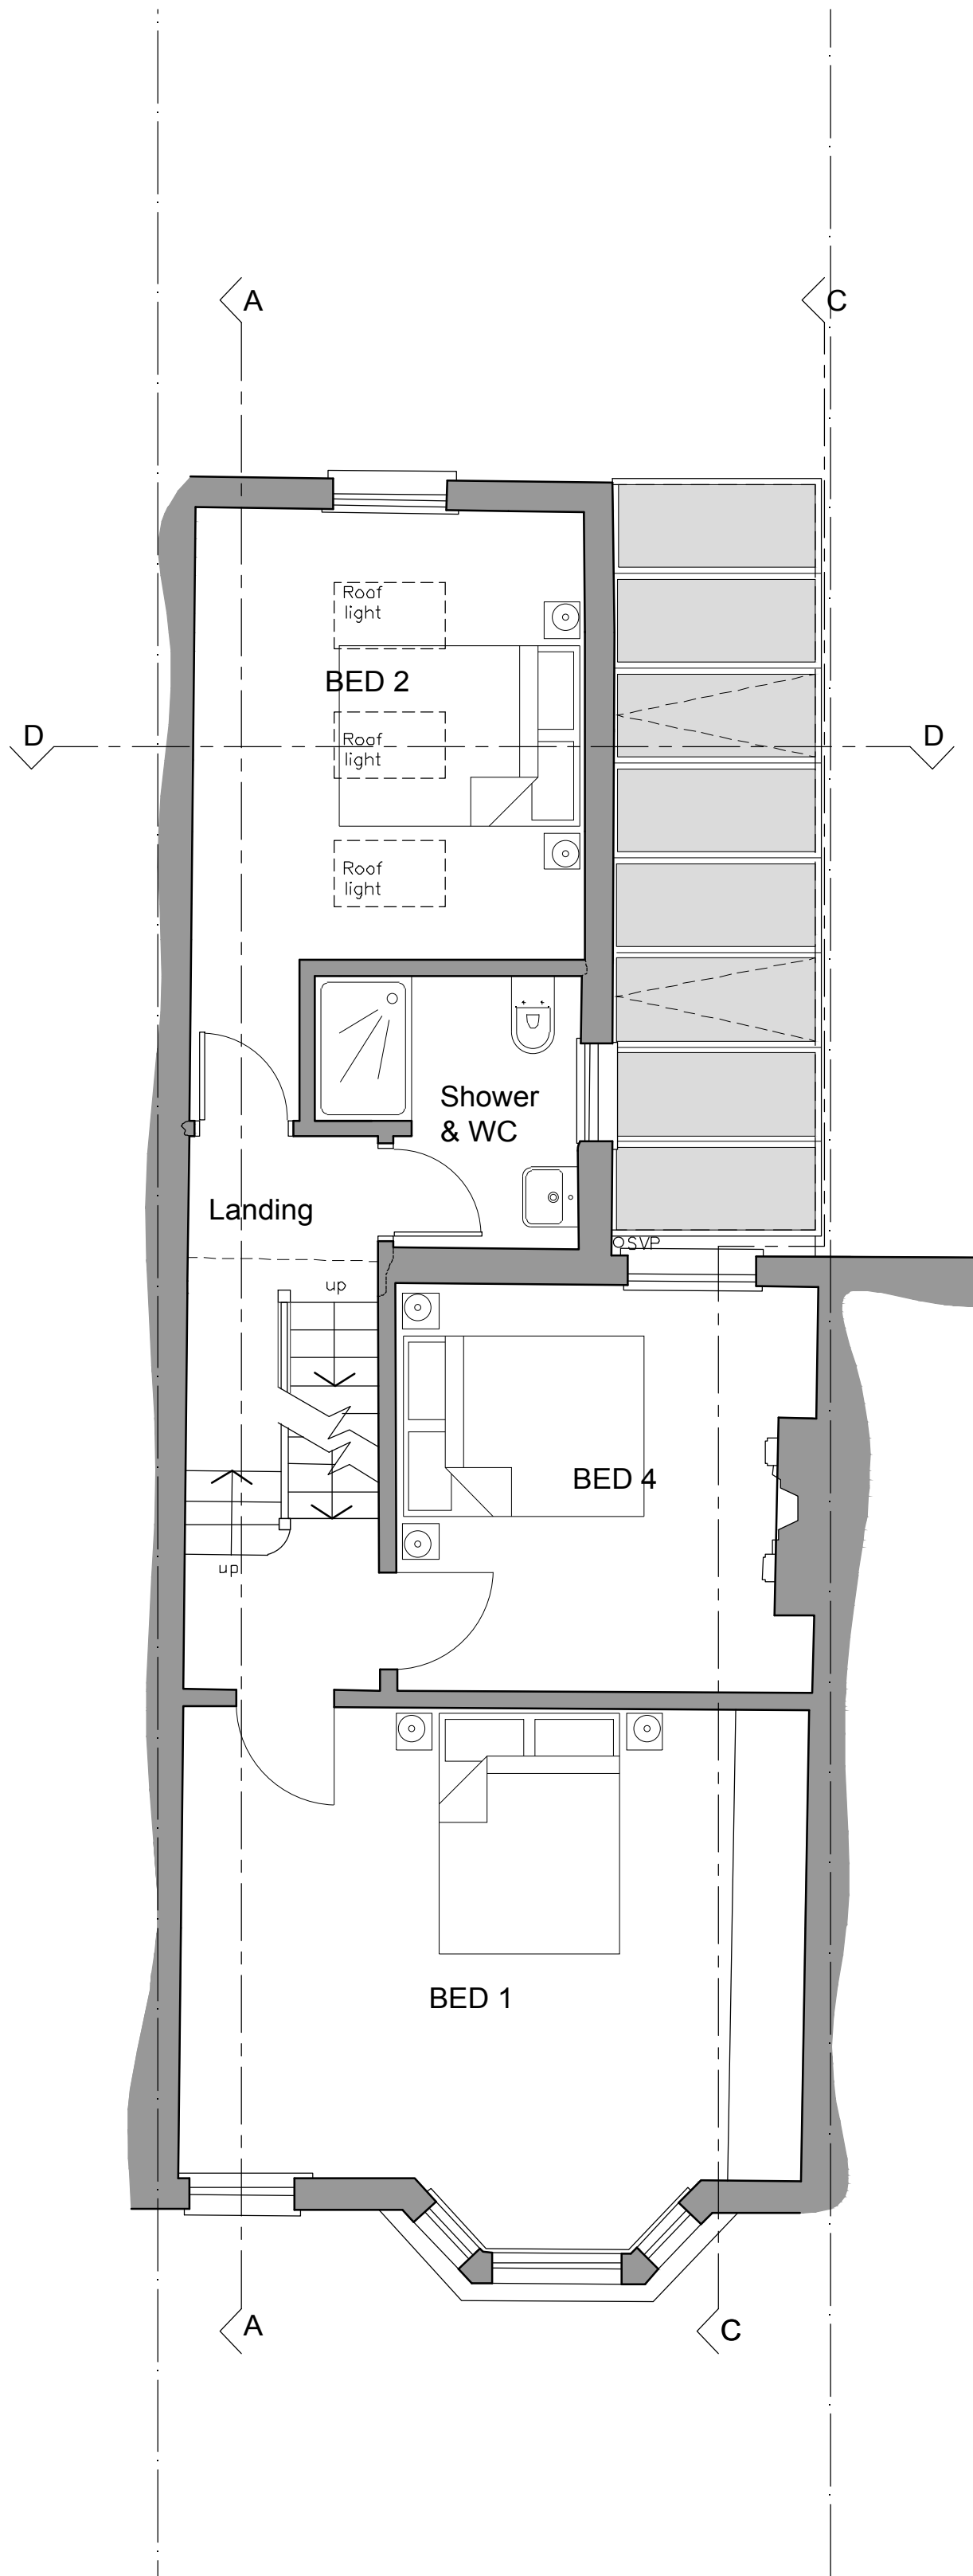 A
C
Roof
light
BED 2
D
Roof
light
D
Roof
light
Shower
& WC
Landing
SVP
up
BED 4
up
BED 1
A
C